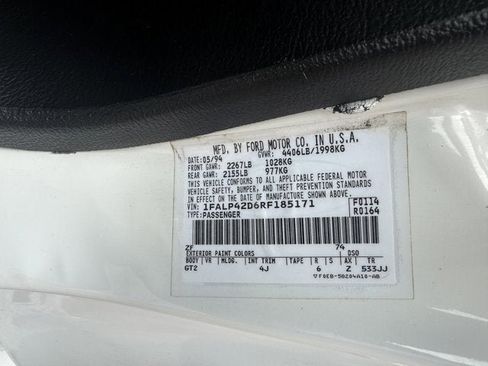 MFD. BY FORD MOTOR CO. IN U.S.A.
DATE: 05/94 GVWR: 4406LB/1998KG
FRONT GAWR: 2267LB 1028KG
REAR GAWR: 2155LB 977KG
THIS VEHICLE CONFORMS TO ALL APPLICABLE FEDERAL MOTOR
VEHICLE SAFETY, BUMPER, AND THEFT PREVENTION STANDARDS
IN EFFECT ON THE DATE OF MANUFACTURE SHOWN ABOVE.
VIN: 1FALP42D6RF185171 F0114
TYPE: PASSENGER R0164
ZF 74
EXTERIOR PAINT COLORS DSO
BODY VR MLDG. INT TRIM TAPE R S AX TR
GT2 4J 6 Z 533JJ